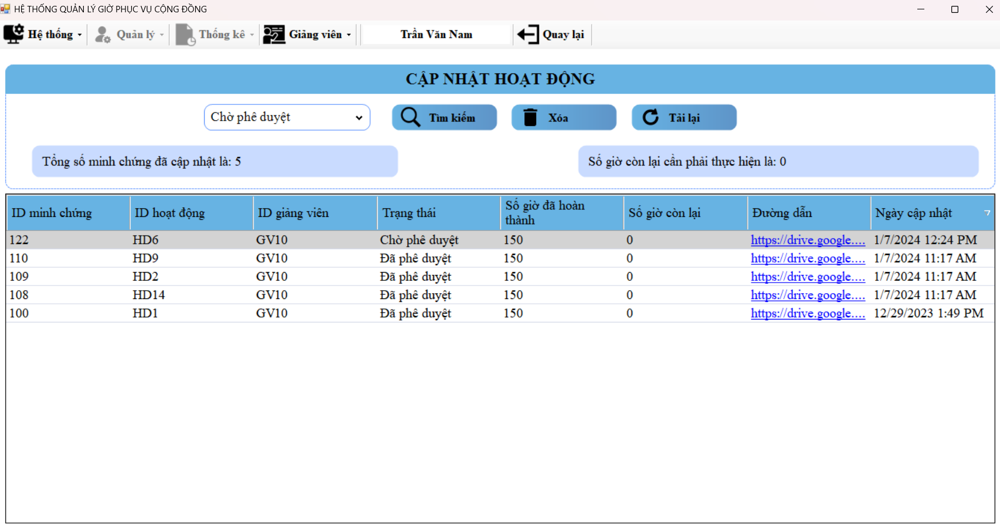 HỆ THỐNG QUẢN LÝ GIỜ PHỤC VỤ CỘNG ĐỒNG
Hệ thống Quản lý Thống kê Giảng viên Trần Văn Nam Quay lại
CẬP NHẬT HOẠT ĐỘNG
Chờ phê duyệt Tìm kiếm Xóa Tải lại
Tổng số minh chứng đã cập nhật là: 5 Số giờ còn lại cần phải thực hiện là: 0
ID minh chứng ID hoạt động ID giảng viên Trạng thái Số giờ đã hoàn thành Số giờ còn lại Đường dẫn Ngày cập nhật
122 HD6 GV10 Chờ phê duyệt 150 0 https://drive.google.... 1/7/2024 12:24 PM
110 HD9 GV10 Đã phê duyệt 150 0 https://drive.google.... 1/7/2024 11:17 AM
109 HD2 GV10 Đã phê duyệt 150 0 https://drive.google.... 1/7/2024 11:17 AM
108 HD14 GV10 Đã phê duyệt 150 0 https://drive.google.... 1/7/2024 11:17 AM
100 HD1 GV10 Đã phê duyệt 150 0 https://drive.google.... 12/29/2023 1:49 PM